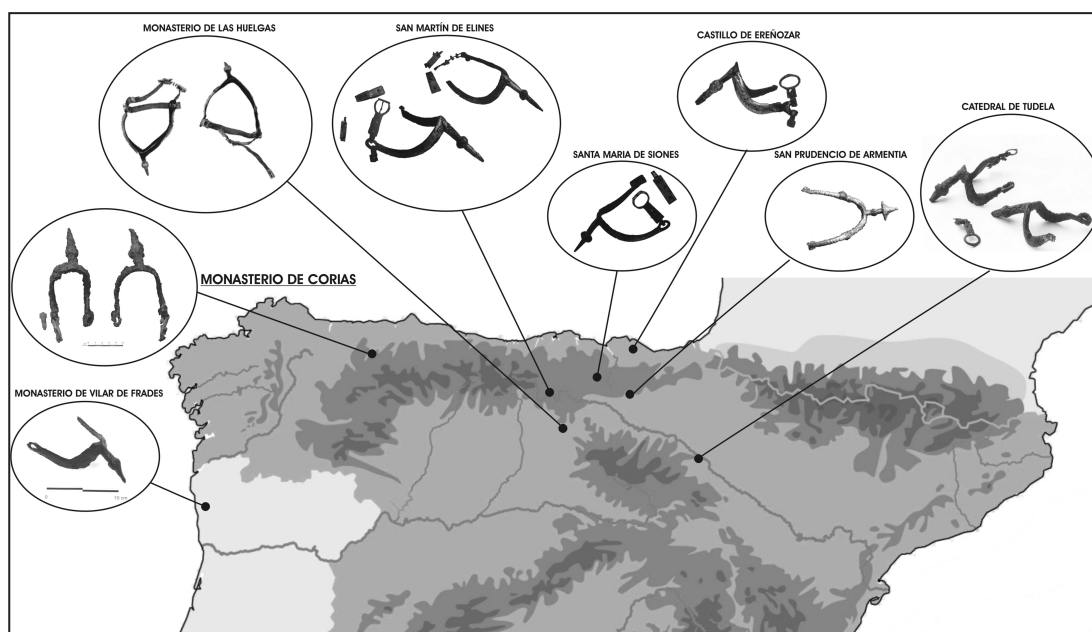 MONASTERIO DE LAS HUELGAS
SAN MARTÍN DE ELINES
CASTILLO DE EREÑOZAR
CATEDRAL DE TUDELA
SANTA MARIA DE SIONES
SAN PRUDENCIO DE ARMENTIA
MONASTERIO DE CORIAS
MONASTERIO DE VILAR DE FRADES
0 10 cm